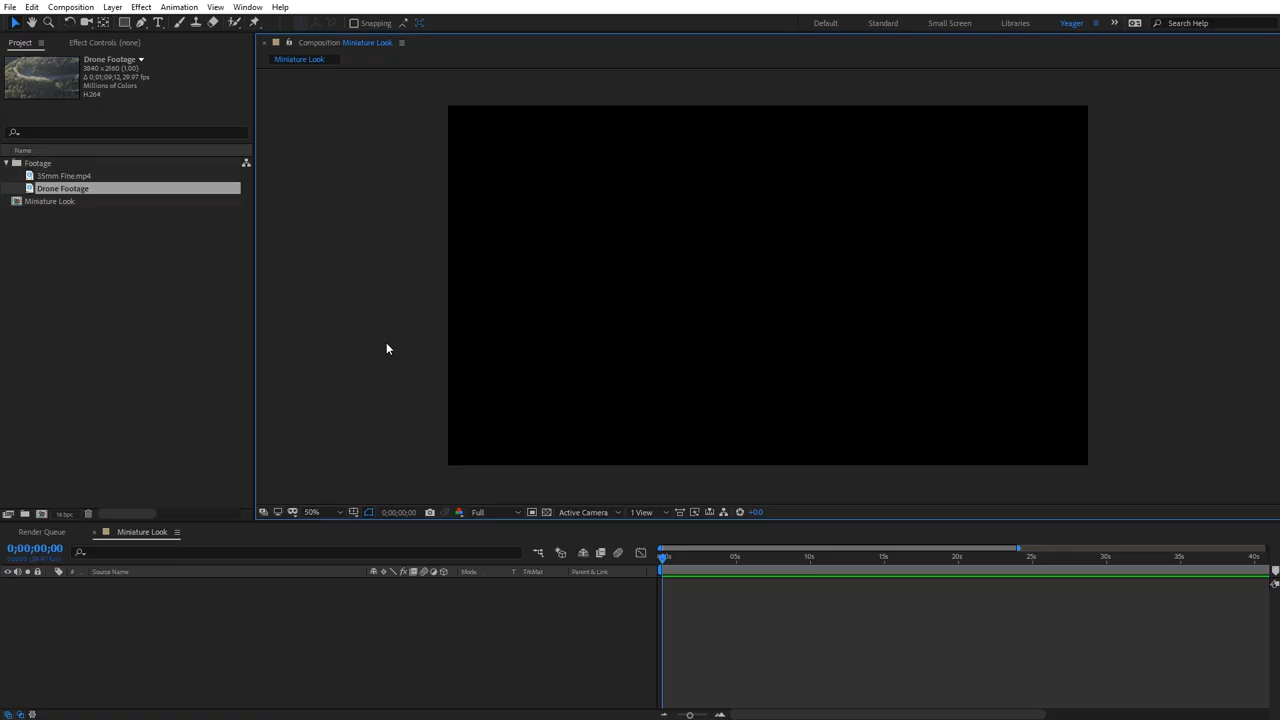 File Edit Composition Layer Effect Animation View Window Help
Snapping Default Standard Small Screen Libraries Yeager Search Help
Project Effect Controls (none)
Composition Miniature Look
Miniature Look
Drone Footage
3840 x 2160 (1.00)
Δ 0;01;09;12, 29.97 fps
Millions of Colors
H.264
Name
Footage
35mm Fine.mp4
Drone Footage
Miniature Look
16 bpc
50% 0;00;00;00 Full Active Camera 1 View +0.0
Render Queue Miniature Look
0;00;00;00
05s 10s 15s 20s 25s 30s 35s 40s
# Source Name Mode T .TrkMat Parent & Link